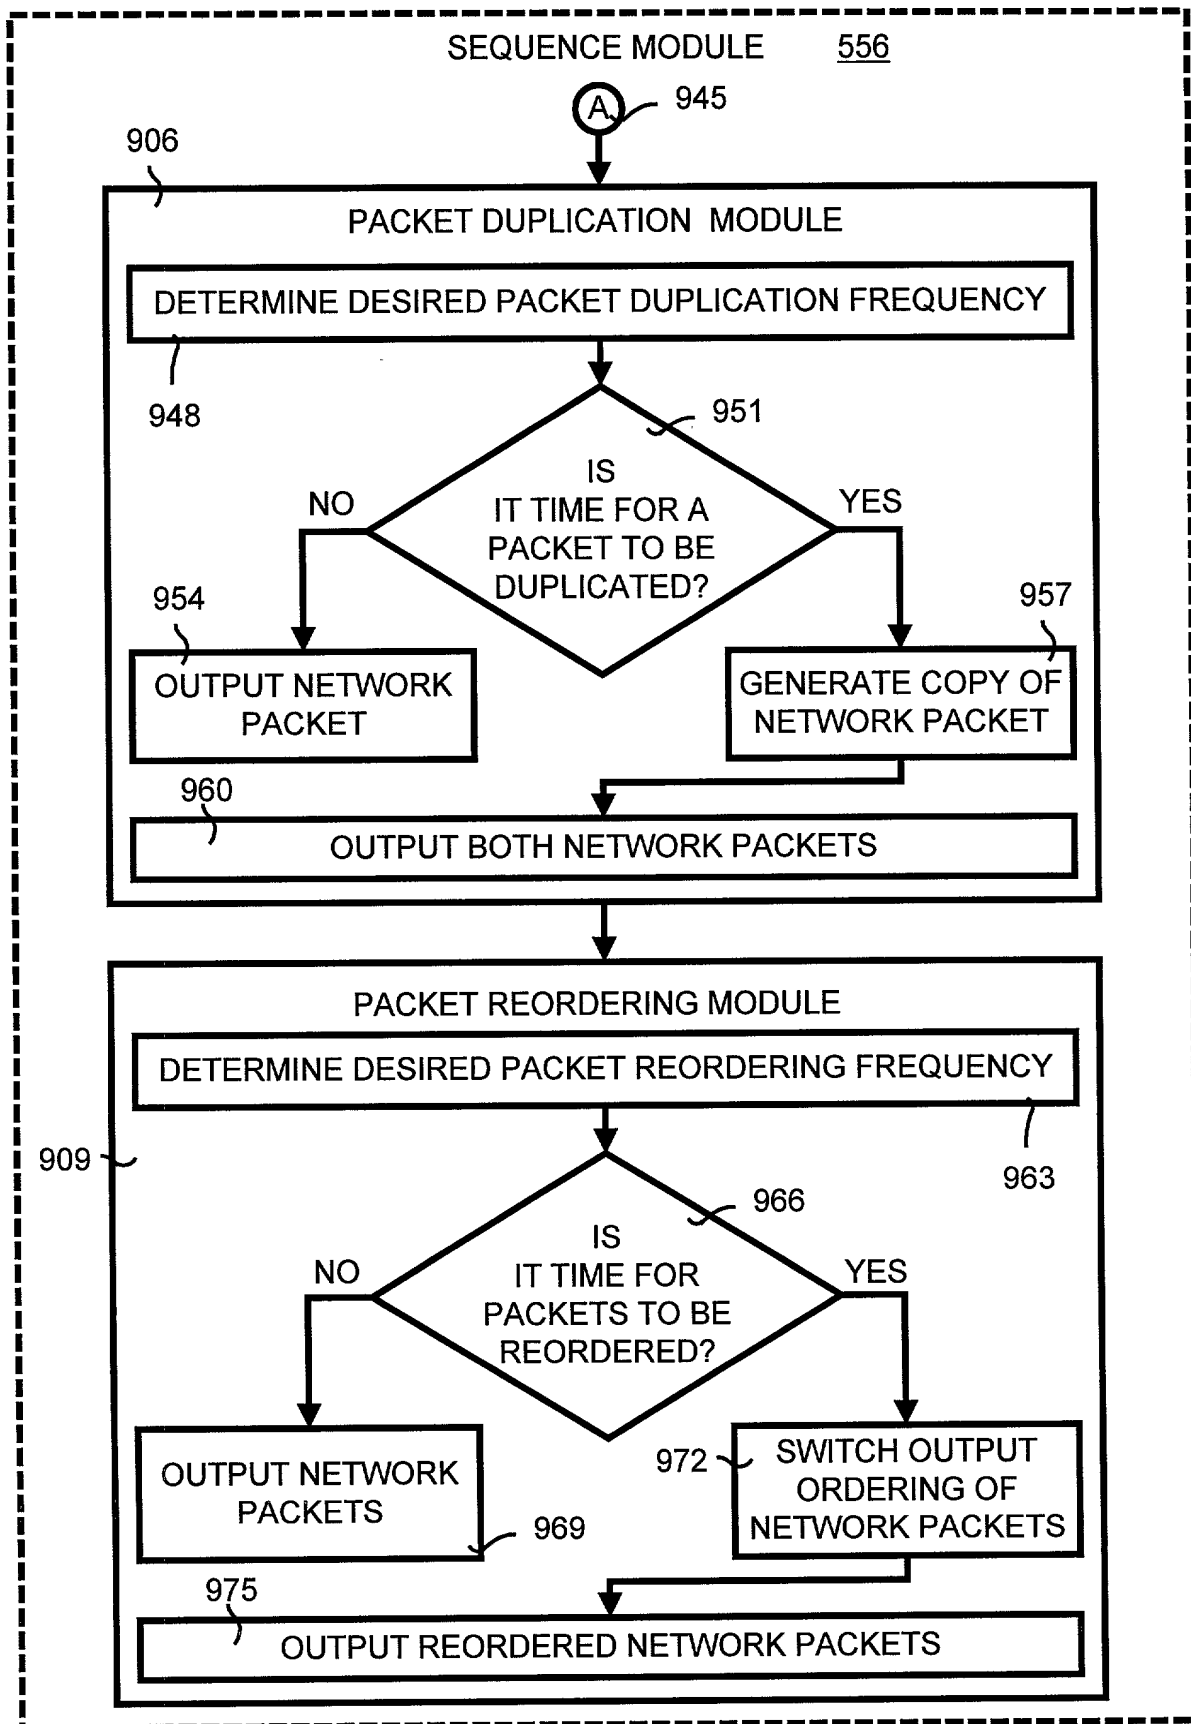 SEQUENCE MODULE 556
A 945
906
PACKET DUPLICATION MODULE
DETERMINE DESIRED PACKET DUPLICATION FREQUENCY
948
951
IS
IT TIME FOR A
PACKET TO BE
DUPLICATED?
NO
YES
954
957
OUTPUT NETWORK
PACKET
GENERATE COPY OF
NETWORK PACKET
960
OUTPUT BOTH NETWORK PACKETS
PACKET REORDERING MODULE
DETERMINE DESIRED PACKET REORDERING FREQUENCY
909
963
966
IS
IT TIME FOR
PACKETS TO BE
REORDERED?
NO
YES
OUTPUT NETWORK
PACKETS
969
972
SWITCH OUTPUT
ORDERING OF
NETWORK PACKETS
975
OUTPUT REORDERED NETWORK PACKETS